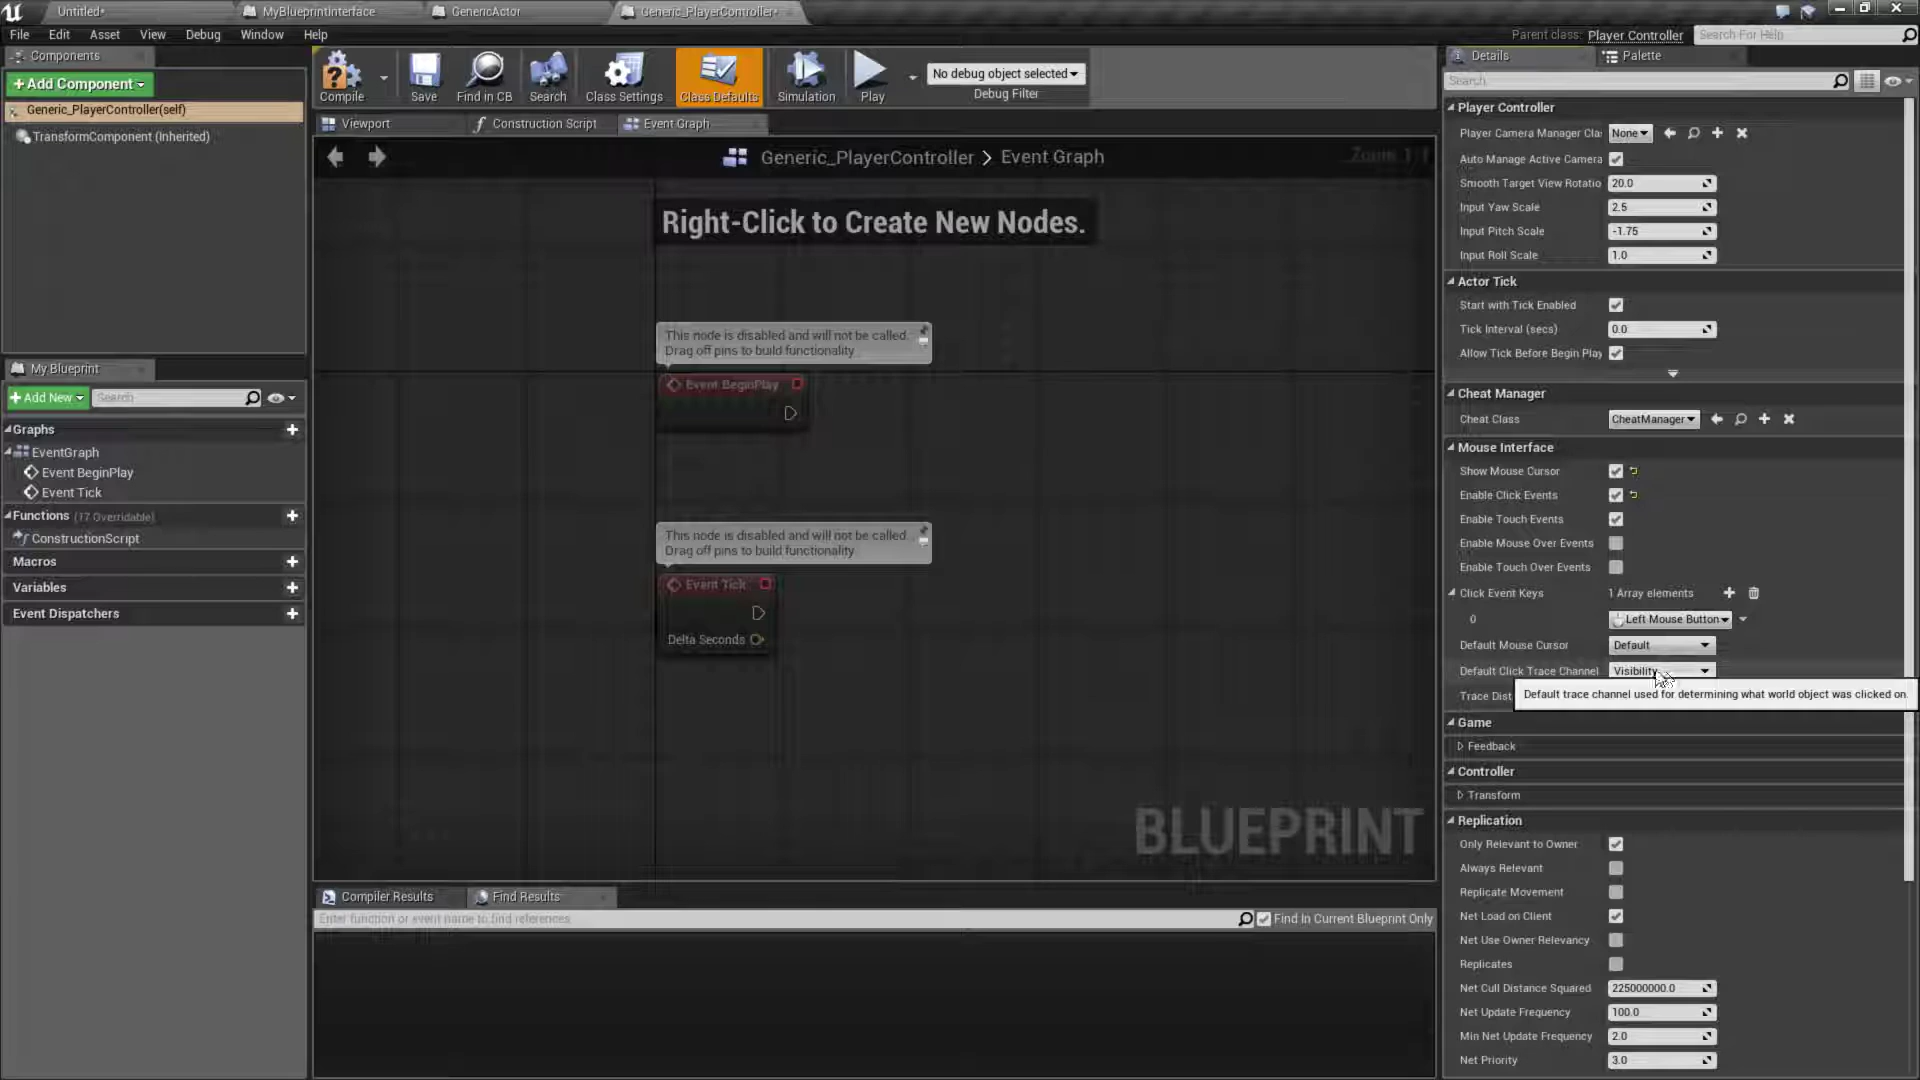 Untitled*
MyBlueprintInterface
GenericActor
Generic_PlayerController*
File Edit Asset View Debug Window Help
Parent class: Player Controller
Search For Help
Components
+Add Component
Generic_PlayerController(self)
TransformComponent (Inherited)
My Blueprint
+Add New
Search
Graphs
EventGraph
Event BeginPlay
Event Tick
Functions (17 Overridable)
ConstructionScript
Macros
Variables
Event Dispatchers
Compile
Save
Find in CB
Search
Class Settings
Class Defaults
Simulation
Play
No debug object selected
Debug Filter
Viewport
Construction Script
Event Graph
Generic_PlayerController > Event Graph
Zoom 1:1
Right-Click to Create New Nodes.
This node is disabled and will not be called.
Drag off pins to build functionality
Event BeginPlay
This node is disabled and will not be called.
Drag off pins to build functionality
Event Tick
Delta Seconds
BLUEPRINT
Compiler Results
Find Results
Enter function or event name to find references
Find In Current Blueprint Only
Details
Palette
Search
Player Controller
Player Camera Manager Cla None
Auto Manage Active Camera
Smooth Target View Rotatio 20.0
Input Yaw Scale 2.5
Input Pitch Scale -1.75
Input Roll Scale 1.0
Actor Tick
Start with Tick Enabled
Tick Interval (secs) 0.0
Allow Tick Before Begin Play
Cheat Manager
Cheat Class CheatManager
Mouse Interface
Show Mouse Cursor
Enable Click Events
Enable Touch Events
Enable Mouse Over Events
Enable Touch Over Events
Click Event Keys 1 Array elements
0 Left Mouse Button
Default Mouse Cursor Default
Default Click Trace Channel Visibility
Trace Dist
Default trace channel used for determining what world object was clicked on.
Game
Feedback
Controller
Transform
Replication
Only Relevant to Owner
Always Relevant
Replicate Movement
Net Load on Client
Net Use Owner Relevancy
Replicates
Net Cull Distance Squared 225000000.0
Net Update Frequency 100.0
Min Net Update Frequency 2.0
Net Priority 3.0